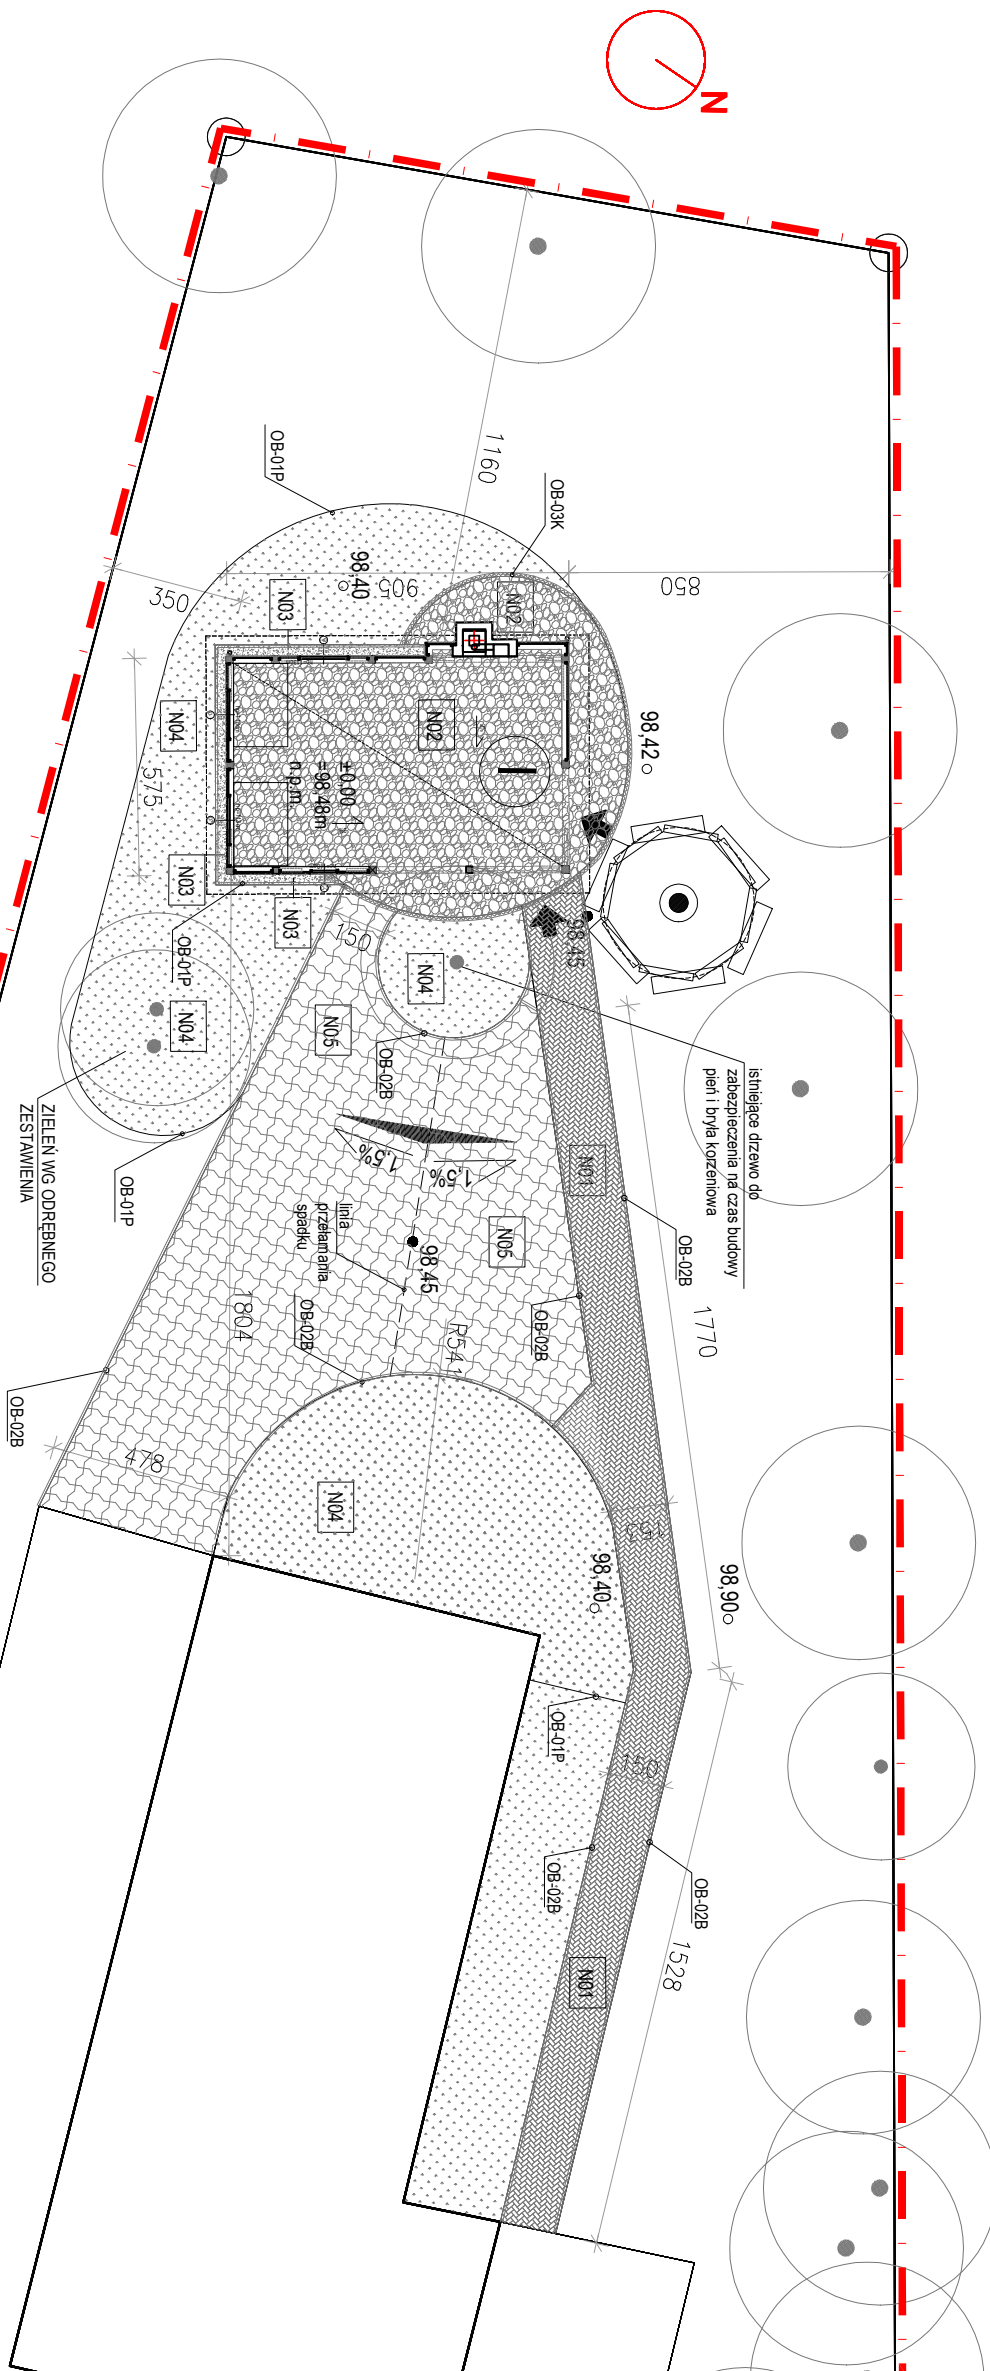 N
1160
OB-01P
OB-03K
98,40
905
850
350
N03
N02
N04
N02
98,42
575
±0.00
=98,48m
n.p.m.
N03
N03
OB-01P
150
98,45
N04
N04
N05
OB-02B
istniejące drzewo do
zabezpieczenia na czas budowy
pień i bryła korzeniowa
ZIELEŃ WG ODRĘBNEGO
ZESTAWIENIA
1,5%
1,5%
N01
OB-01P
linia
przełamania
spadku
N05
98,45
OB-02B
1804
OB-02B
OB-02B
R541
1770
OB-02B
478
N04
98,40
98,90
OB-01P
150
OB-02B
OB-02B
1528
N01